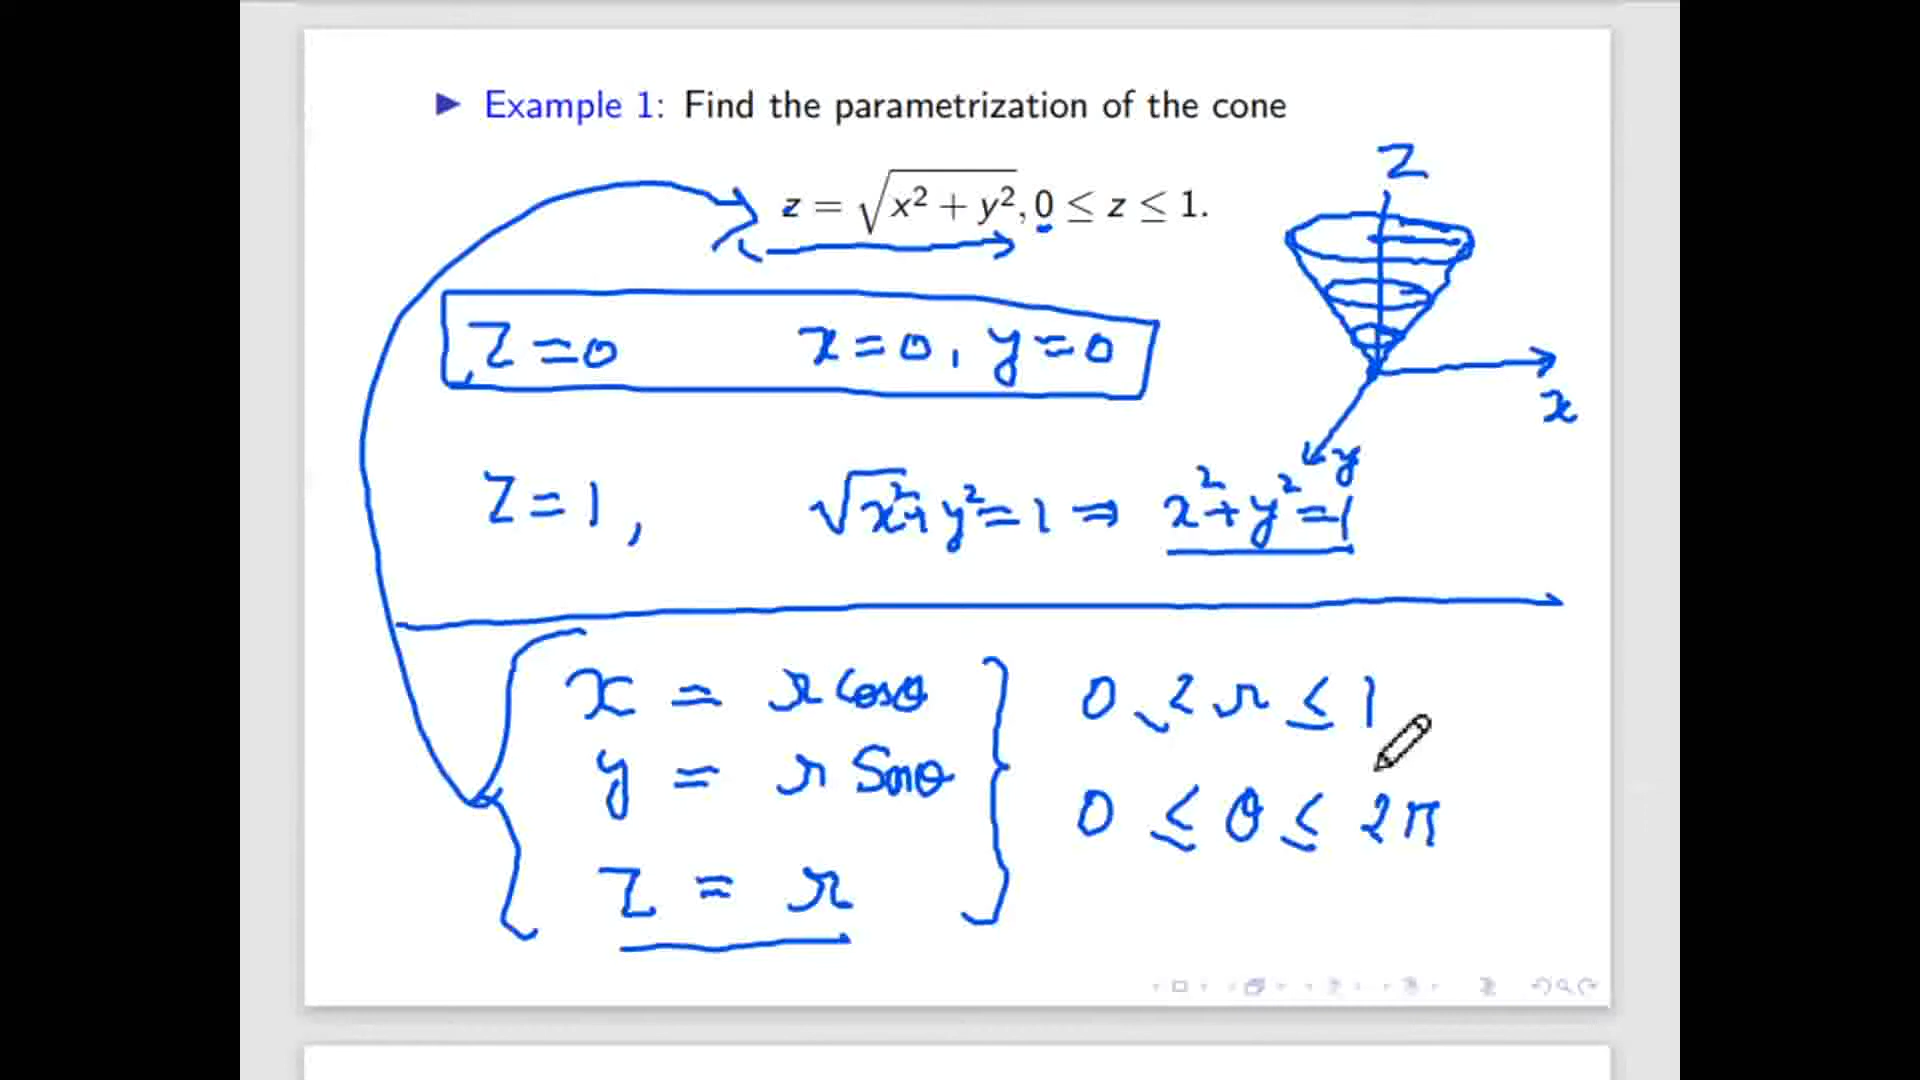 ▶ Example 1: Find the parametrization of the cone
z = √x² + y², 0 ≤ z ≤ 1.
z
x
y
z = 0 x = 0, y = 0
z = 1, √x² + y² = 1 ⇒ x² + y² = 1
x = r cosθ 0 ≤ r ≤ 1
y = r sinθ 0 ≤ θ ≤ 2π
z = r